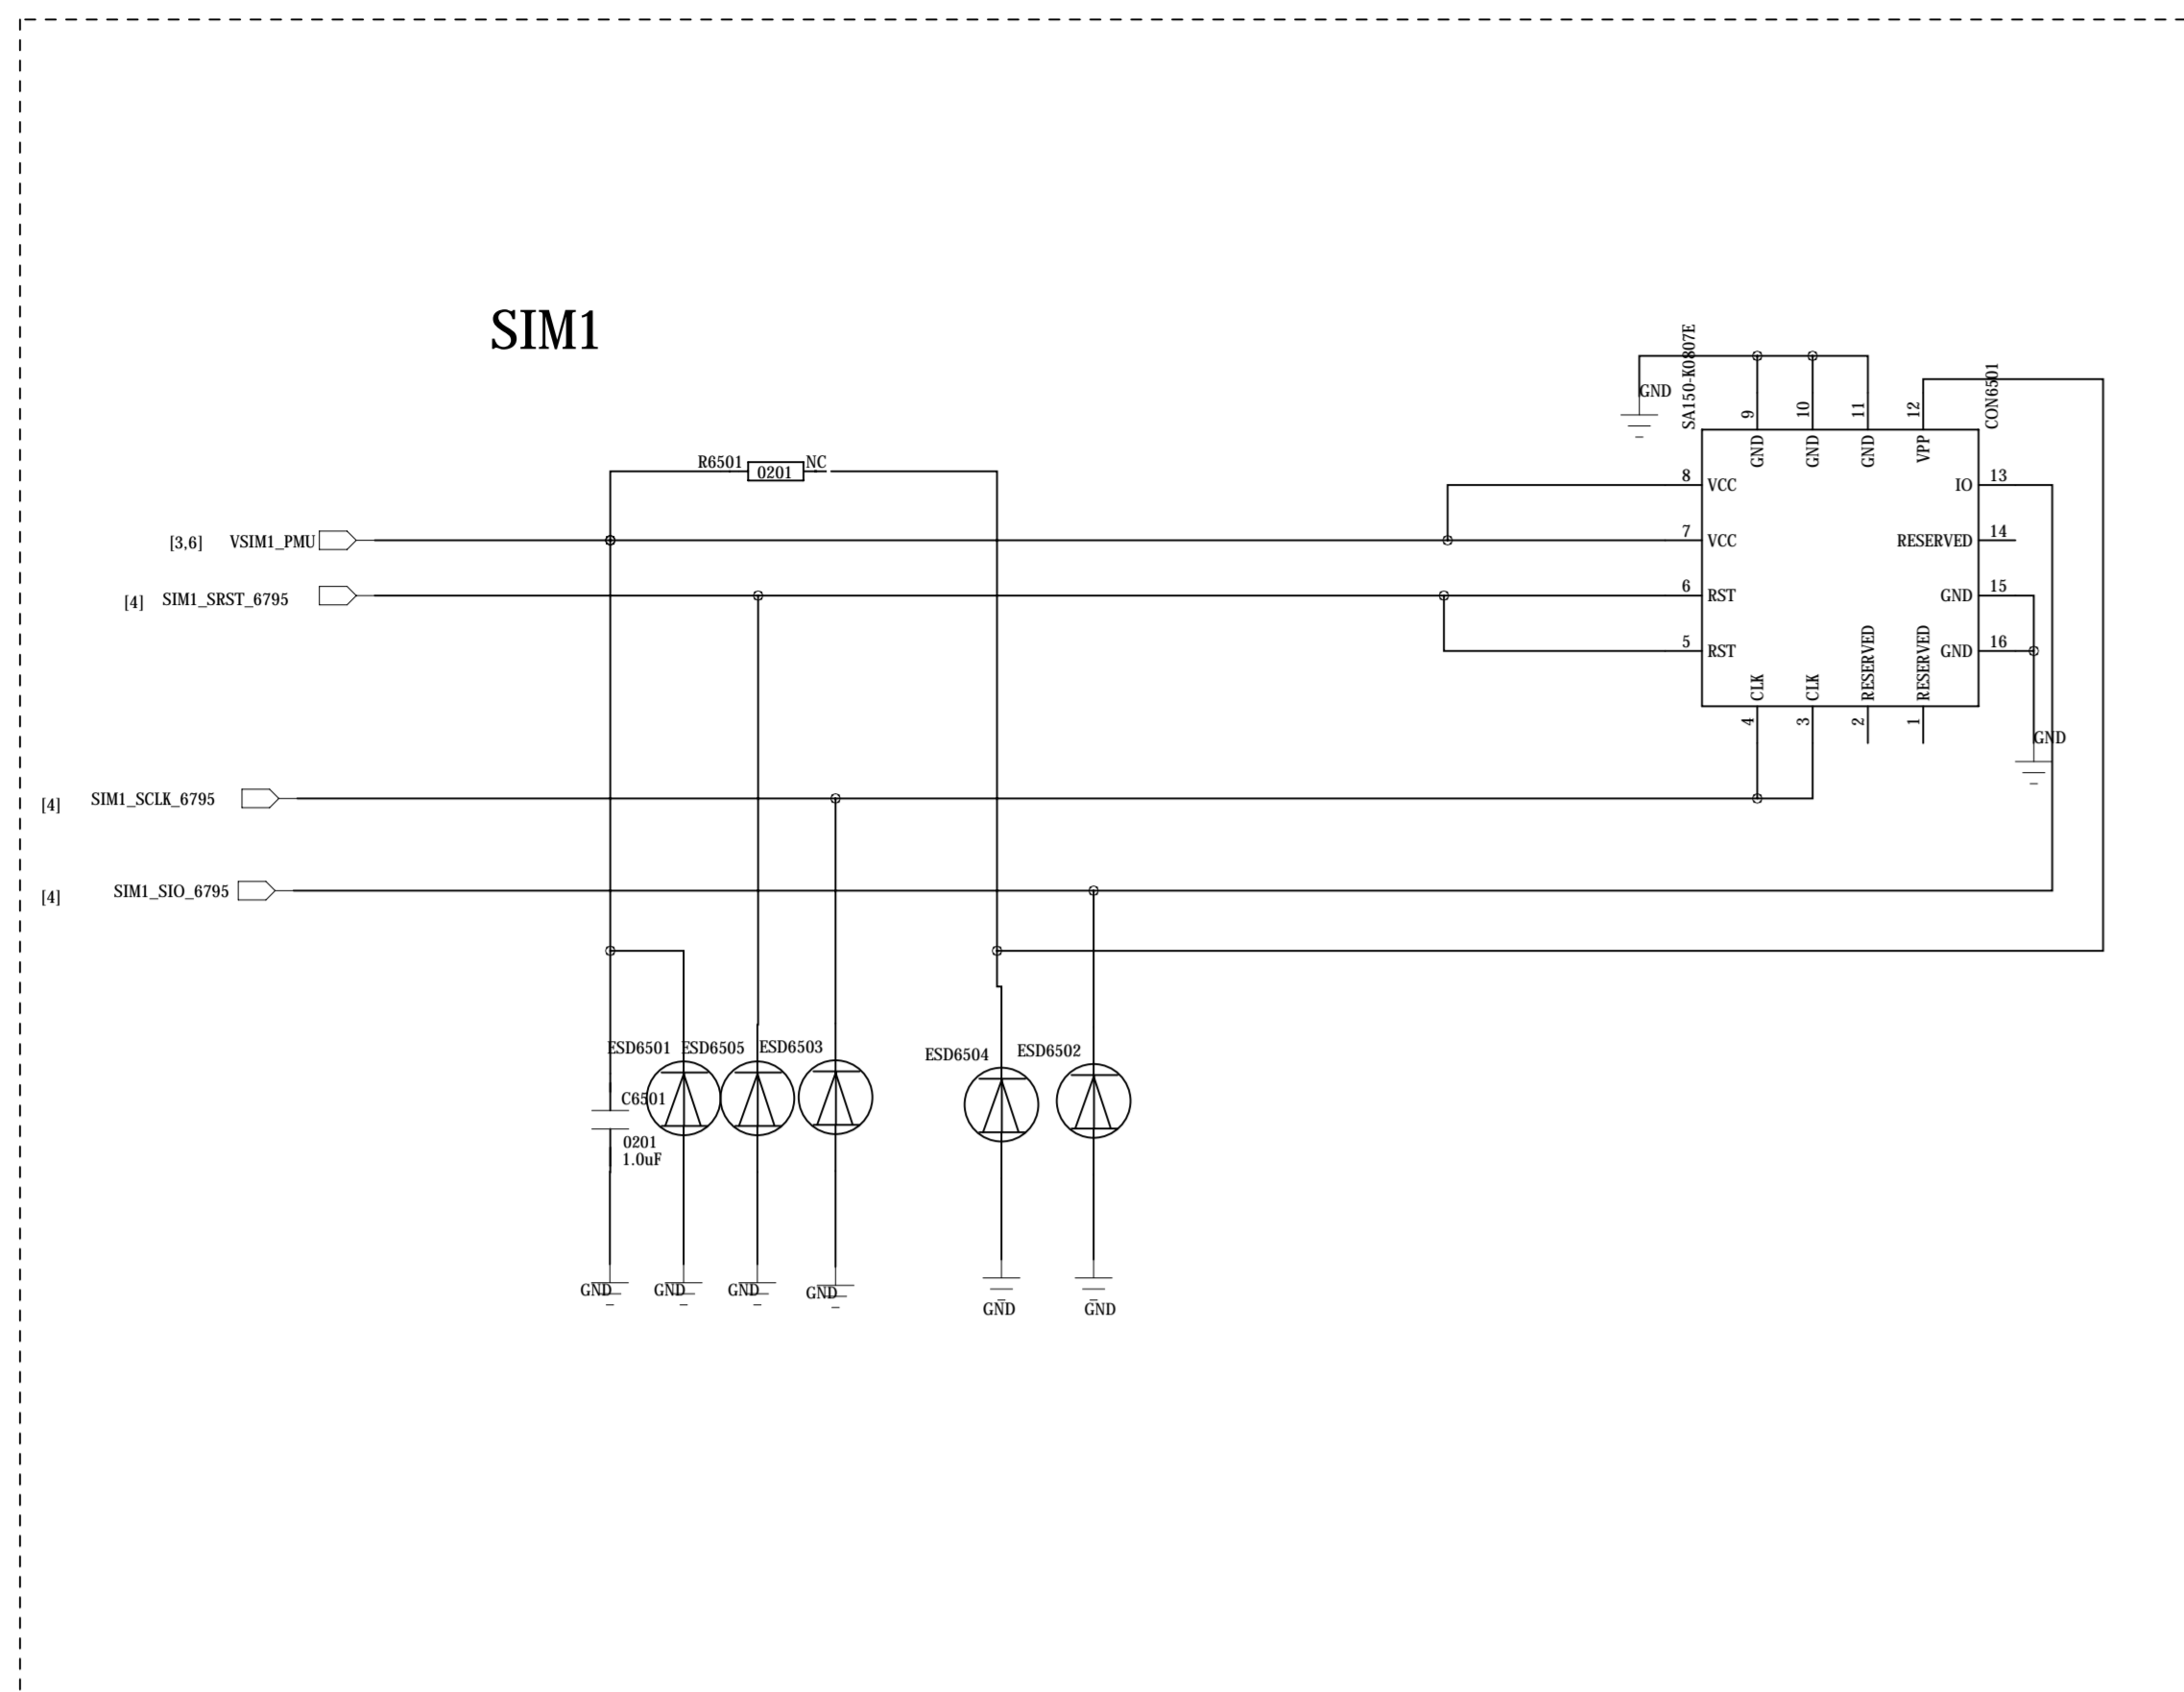 SIM1
SA150-K0807E
CON6501
GND
9
10
11
12
GND
GND
GND
VPP
R6501
0201
NC
8
VCC
IO
13
[3,6] VSIM1_PMU
7
VCC
RESERVED
14
[4] SIM1_SRST_6795
6
RST
GND
15
5
RST
GND
16
CLK
CLK
RESERVED
RESERVED
4
3
2
1
GND
[4] SIM1_SCLK_6795
[4] SIM1_SIO_6795
ESD6501
ESD6505
ESD6503
ESD6504
ESD6502
C6501
0201
1.0uF
GND
GND
GND
GND
GND
GND